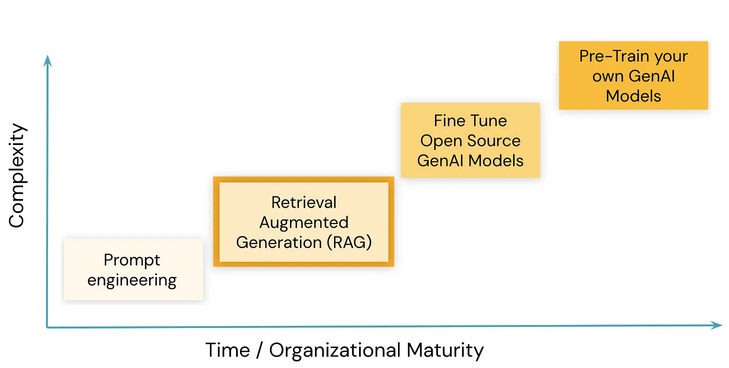 Pre-Train your
own GenAI
Models
Fine Tune
Open Source
GenAI Models
Retrieval
Augmented
Generation (RAG)
Prompt
engineering
Complexity
Time / Organizational Maturity